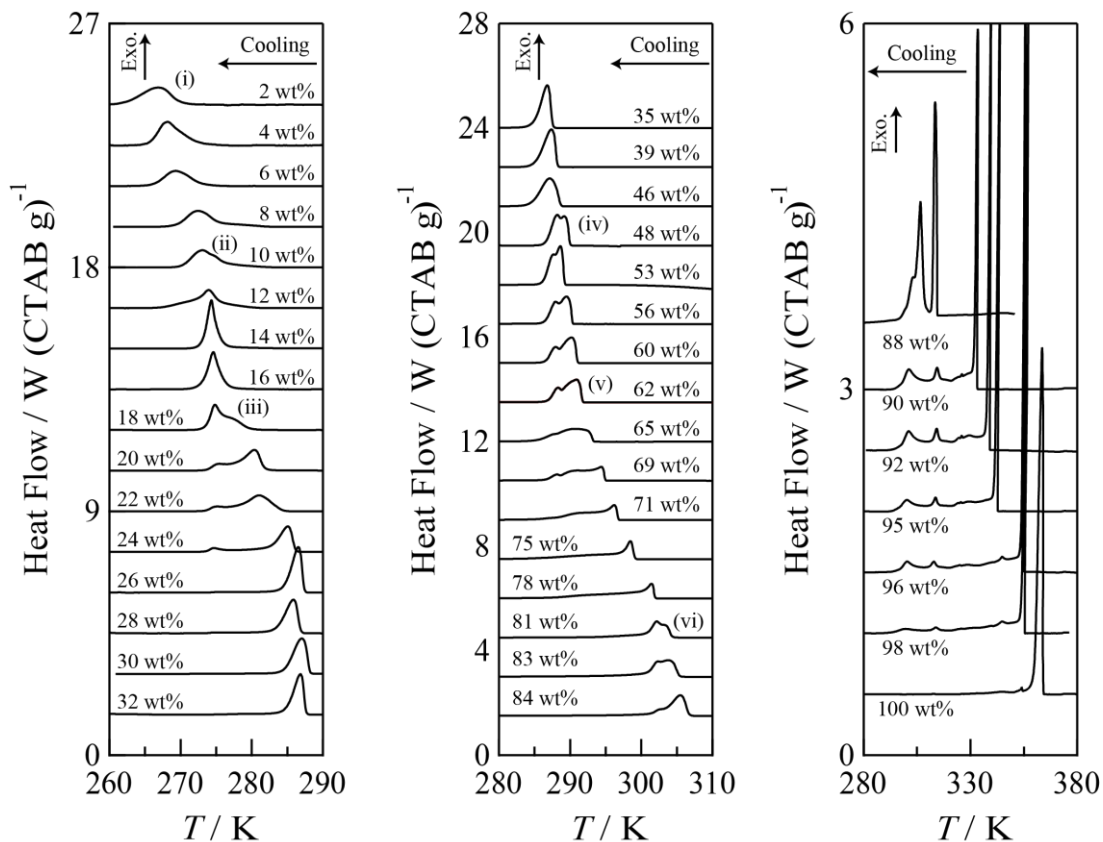 27
18
9
0
Heat Flow / W (CTAB g)⁻¹
Exo.
Cooling
(i)
2 wt%
4 wt%
6 wt%
8 wt%
(ii)
10 wt%
12 wt%
14 wt%
16 wt%
18 wt%
(iii)
20 wt%
22 wt%
24 wt%
26 wt%
28 wt%
30 wt%
32 wt%
260 270 280 290
T / K
28
24
20
16
12
8
4
0
Heat Flow / W (CTAB g)⁻¹
Exo.
Cooling
35 wt%
39 wt%
46 wt%
(iv)
48 wt%
53 wt%
56 wt%
60 wt%
62 wt%
(v)
65 wt%
69 wt%
71 wt%
75 wt%
78 wt%
81 wt%
(vi)
83 wt%
84 wt%
280 290 300 310
T / K
6
3
0
Heat Flow / W (CTAB g)⁻¹
Cooling
Exo.
88 wt%
90 wt%
92 wt%
95 wt%
96 wt%
98 wt%
100 wt%
280 330 380
T / K